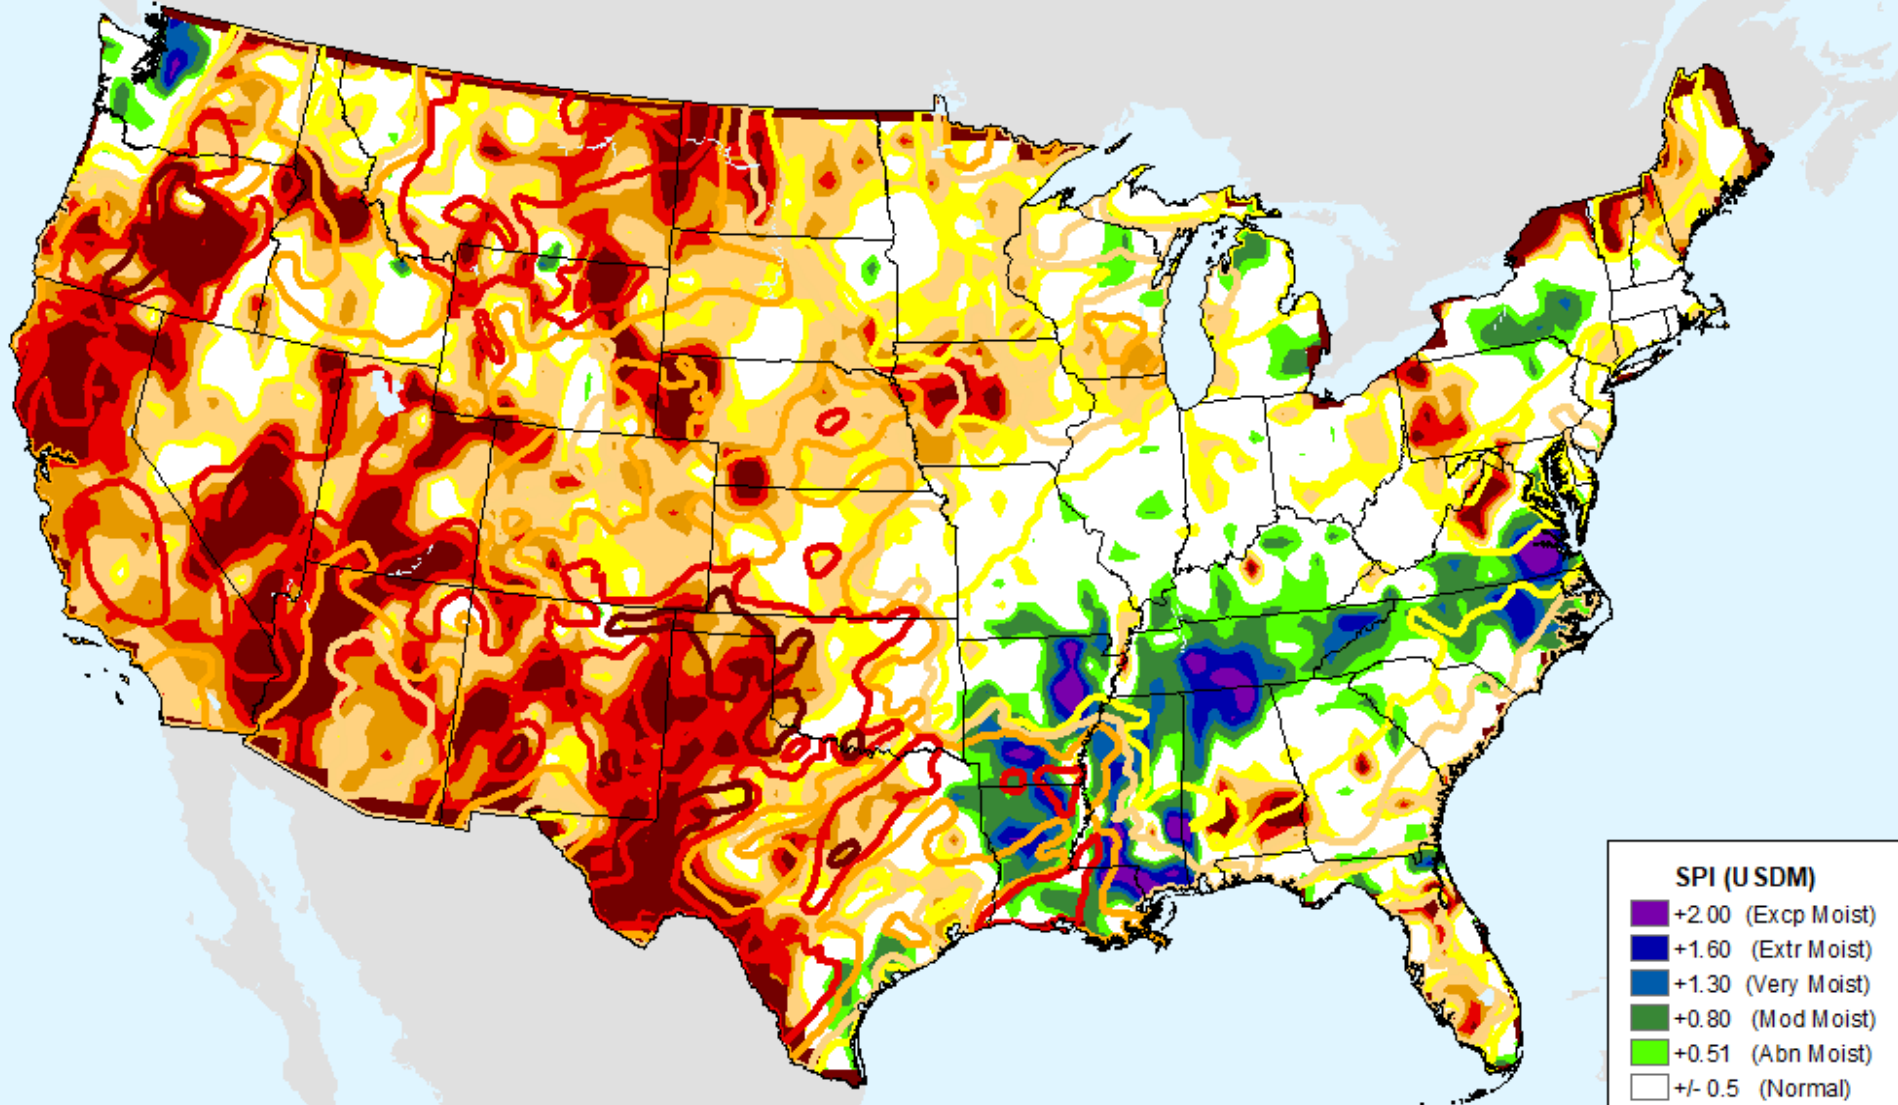 SPI (USDM)
+2.00 (Excp Moist)
+1.60 (Extr Moist)
+1.30 (Very Moist)
+0.80 (Mod Moist)
+0.51 (Abn Moist)
+/- 0.5 (Normal)